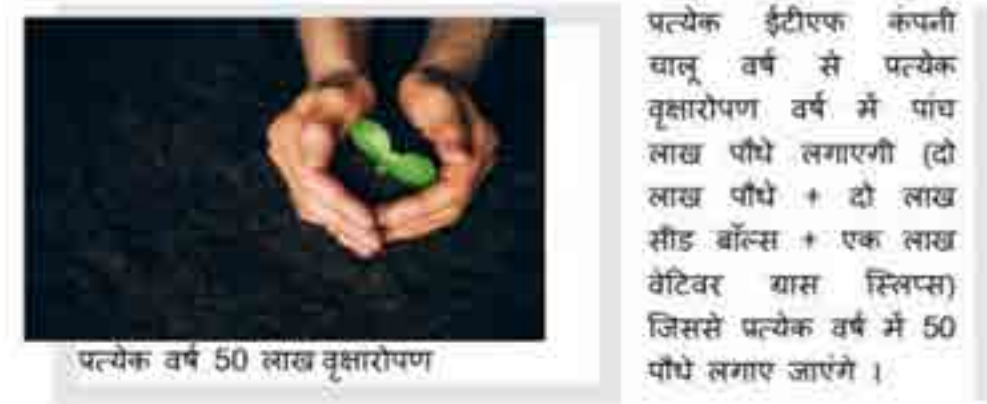 प्रत्येक वर्ष 50 लाख वृक्षारोपण
प्रत्येक ईटीएफ कंपनी
चालू वर्ष से प्रत्येक
वृक्षारोपण वर्ष में पांच
लाख पौधे लगाएगी (दो
लाख पौधे + दो लाख
सीड बॉल्स + एक लाख
वेटिवर ग्रास स्लिप्स)
जिससे प्रत्येक वर्ष में 50
पौधे लगाए जाएंगे ।